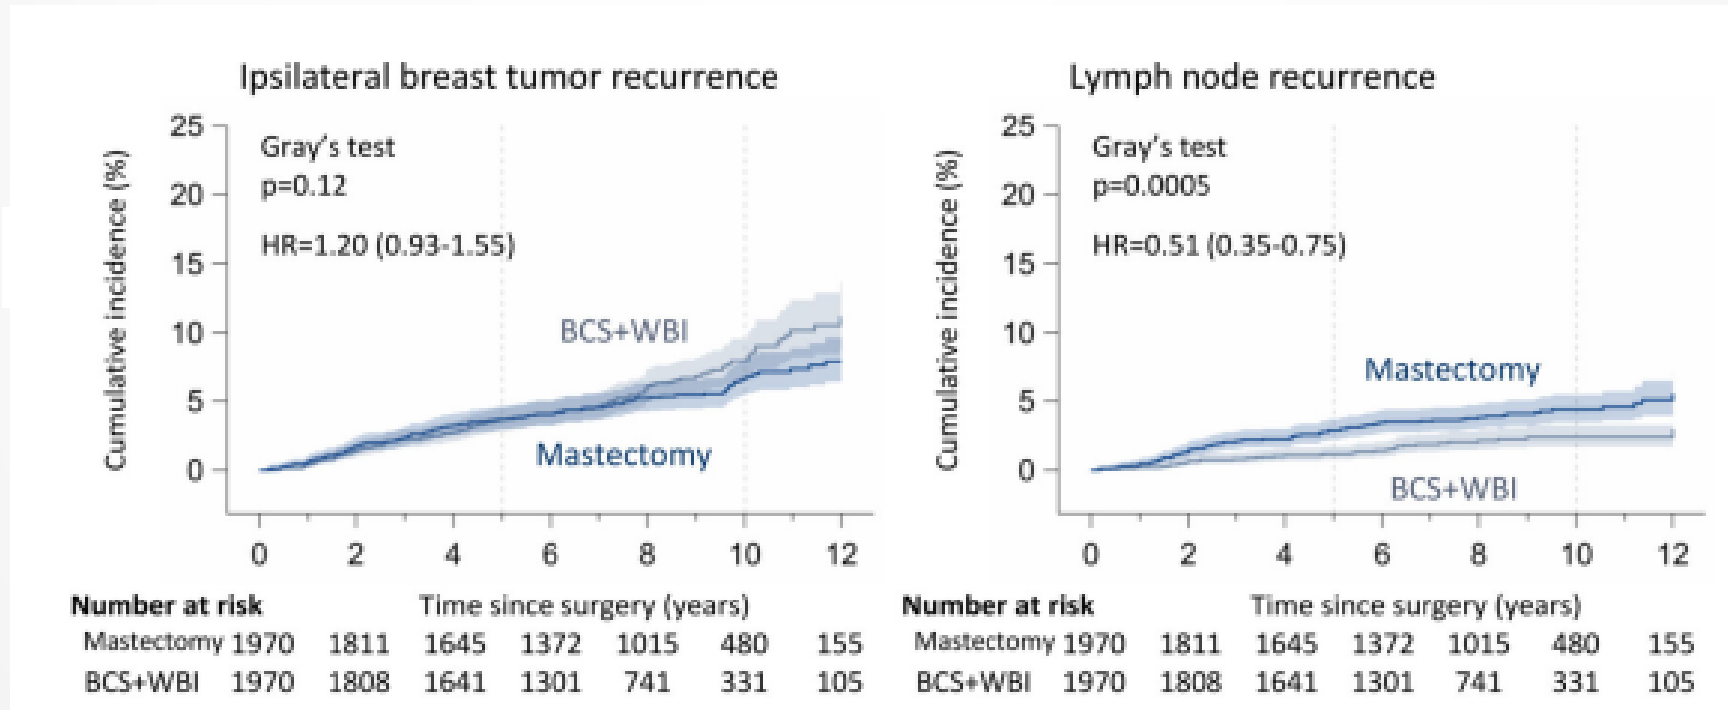 Ipsilateral breast tumor recurrence
25
20
15
10
5
0
Cumulative incidence (%)
Gray's test
p=0.12
HR=1.20 (0.93-1.55)
BCS+WBI
Mastectomy
0 2 4 6 8 10 12
Number at risk Time since surgery (years)
Mastectomy 1970 1811 1645 1372 1015 480 155
BCS+WBI 1970 1808 1641 1301 741 331 105
Lymph node recurrence
25
20
15
10
5
0
Cumulative incidence (%)
Gray's test
p=0.0005
HR=0.51 (0.35-0.75)
Mastectomy
BCS+WBI
0 2 4 6 8 10 12
Number at risk Time since surgery (years)
Mastectomy 1970 1811 1645 1372 1015 480 155
BCS+WBI 1970 1808 1641 1301 741 331 105